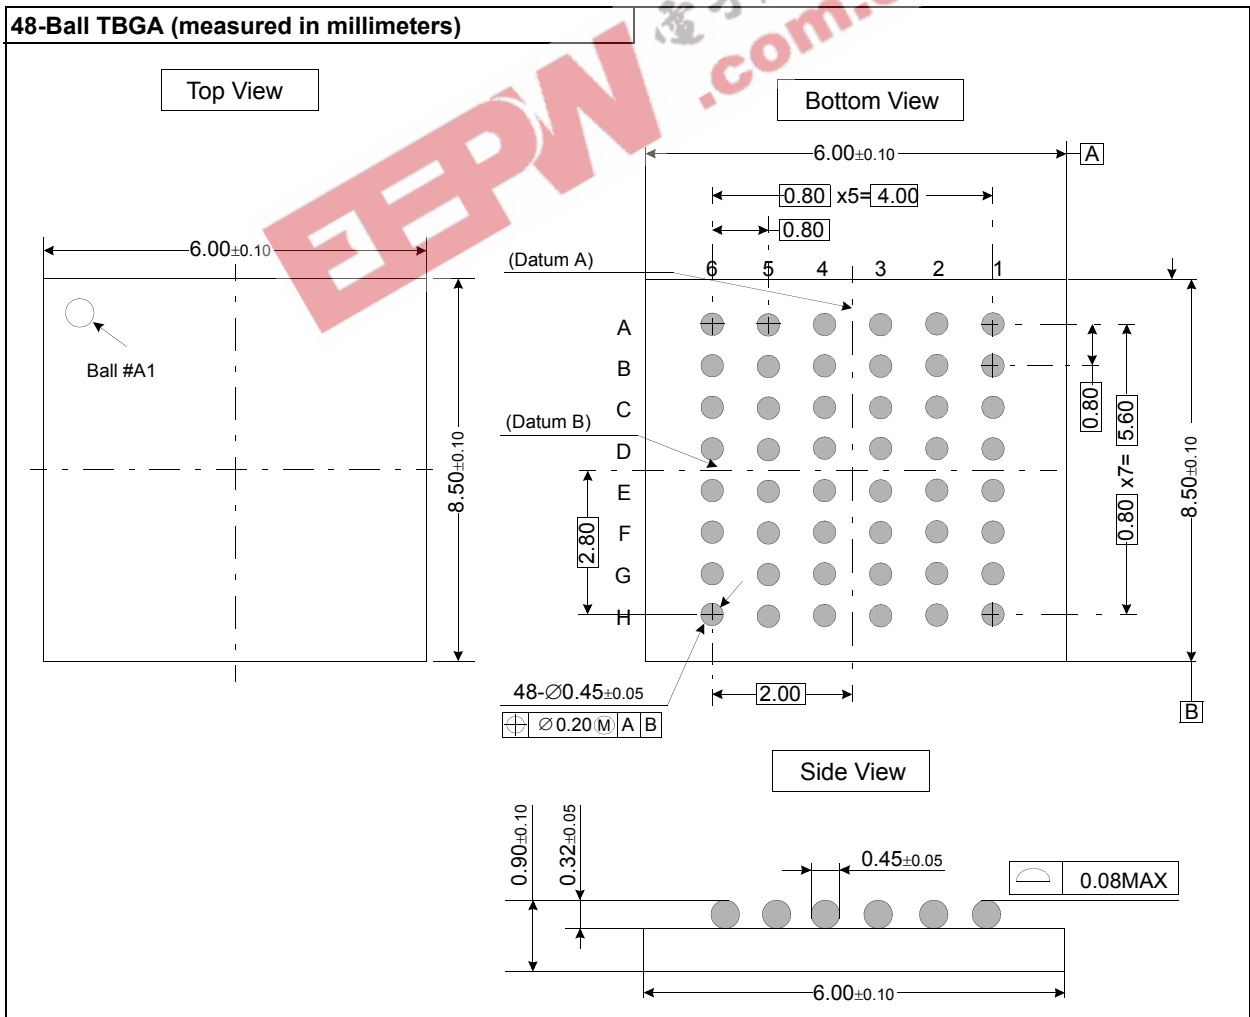 48-Ball TBGA (measured in millimeters)
EEPW
.com.
Top View
Bottom View
6.00±0.10
A
0.80 x5= 4.00
0.80
6.00±0.10
(Datum A)
6 5 4 3 2 1
Ball #A1
A
B
C
(Datum B)
D
E
F
G
H
8.50±0.10
2.80
0.80
0.80 x7= 5.60
8.50±0.10
48-∅0.45±0.05
∅0.20 Ⓜ A B
2.00
B
Side View
0.90±0.10
0.32±0.05
0.45±0.05
0.08MAX
6.00±0.10